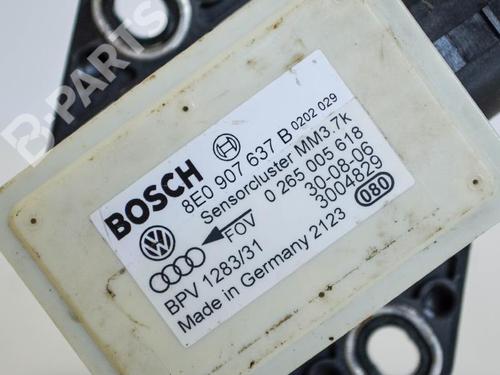 BOSCH
8E0 907 637 B 0202 029
Sensorcluster MM3.7k
0 265 005 618
FOV
30-08-06
3004829
080
BPV 1283/31
Made in Germany 2123
BPARTS